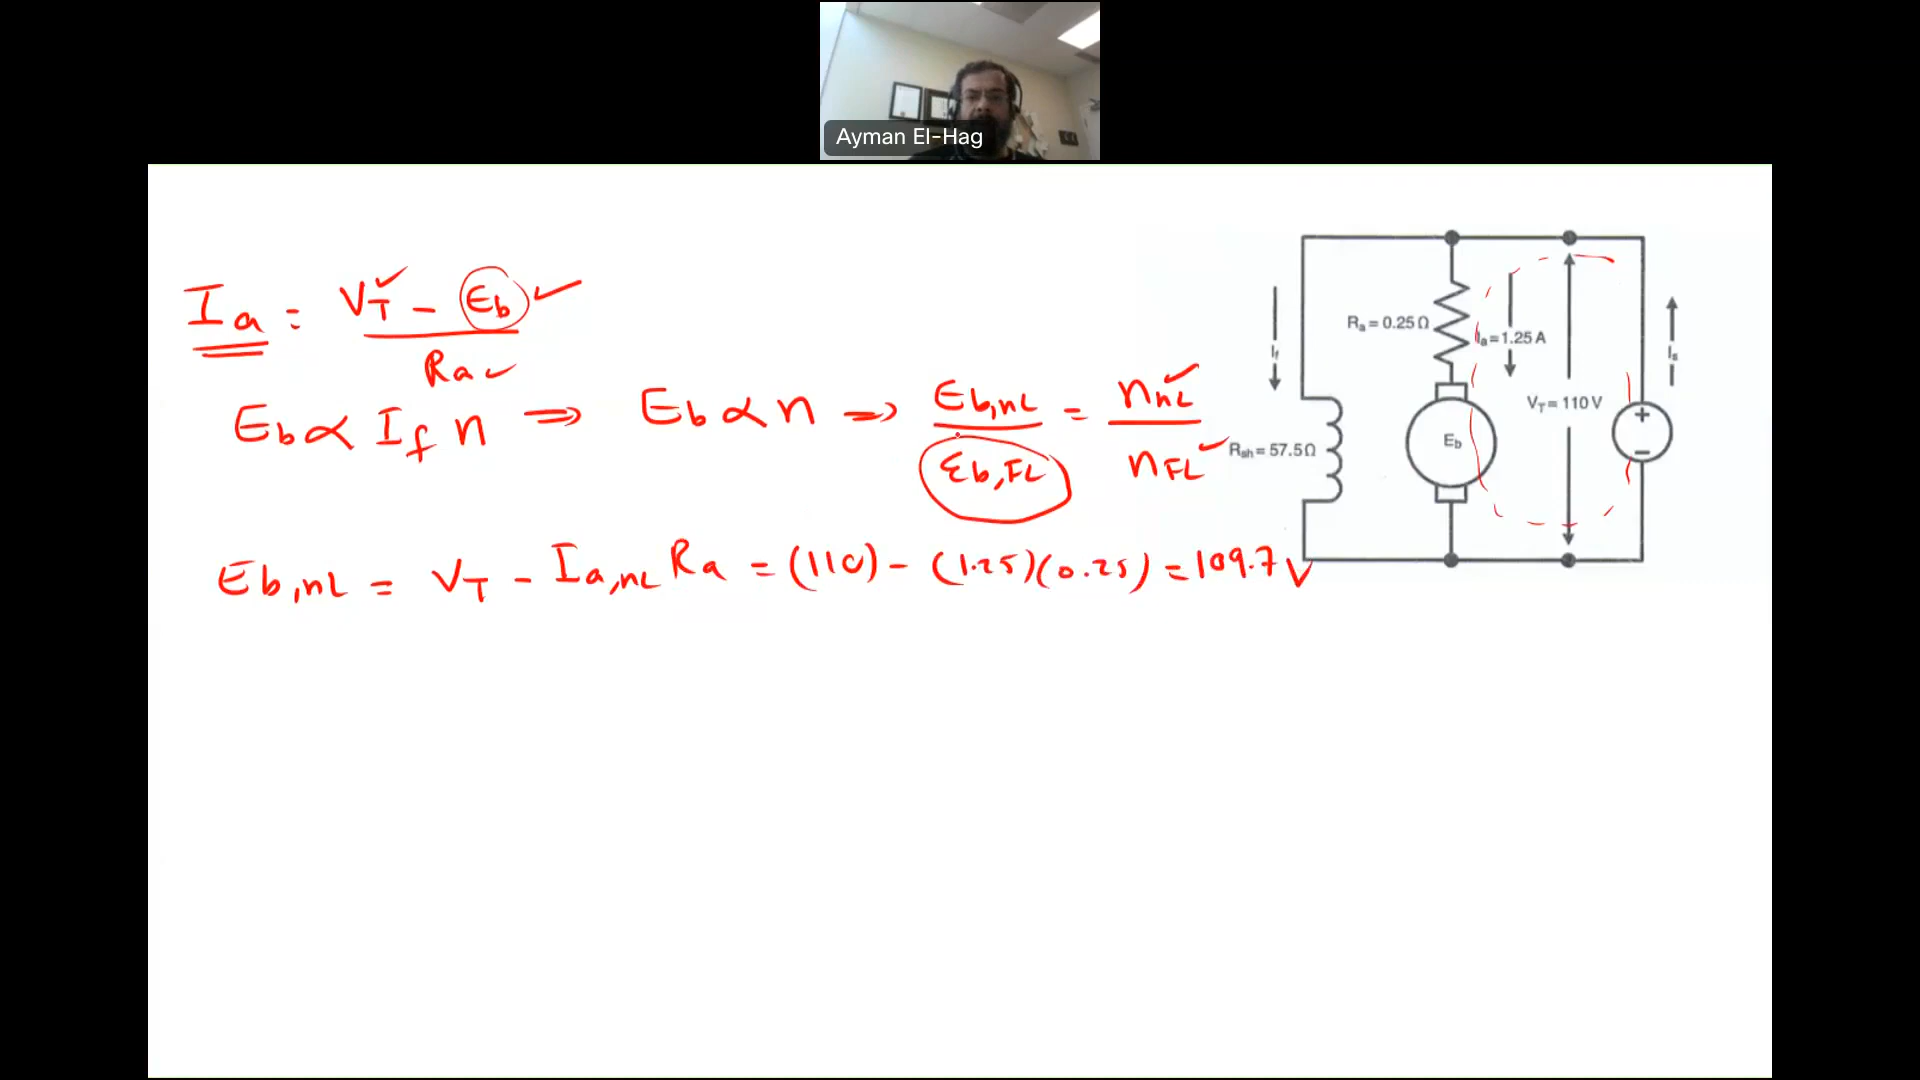 Ayman El-Hag
Ia = VT - Eb
Ra
Eb ∝ If n ⇒ Eb ∝ n ⇒ Eb,nL = nnL
Eb,FL nFL
Eb,nL = VT - Ia,nL Ra = (110) - (1.25)(0.25) = 109.7 V
Ra = 0.25 Ω
Ia = 1.25 A
If
Is
VT = 110 V
+
Eb
Rsh = 57.5 Ω
−